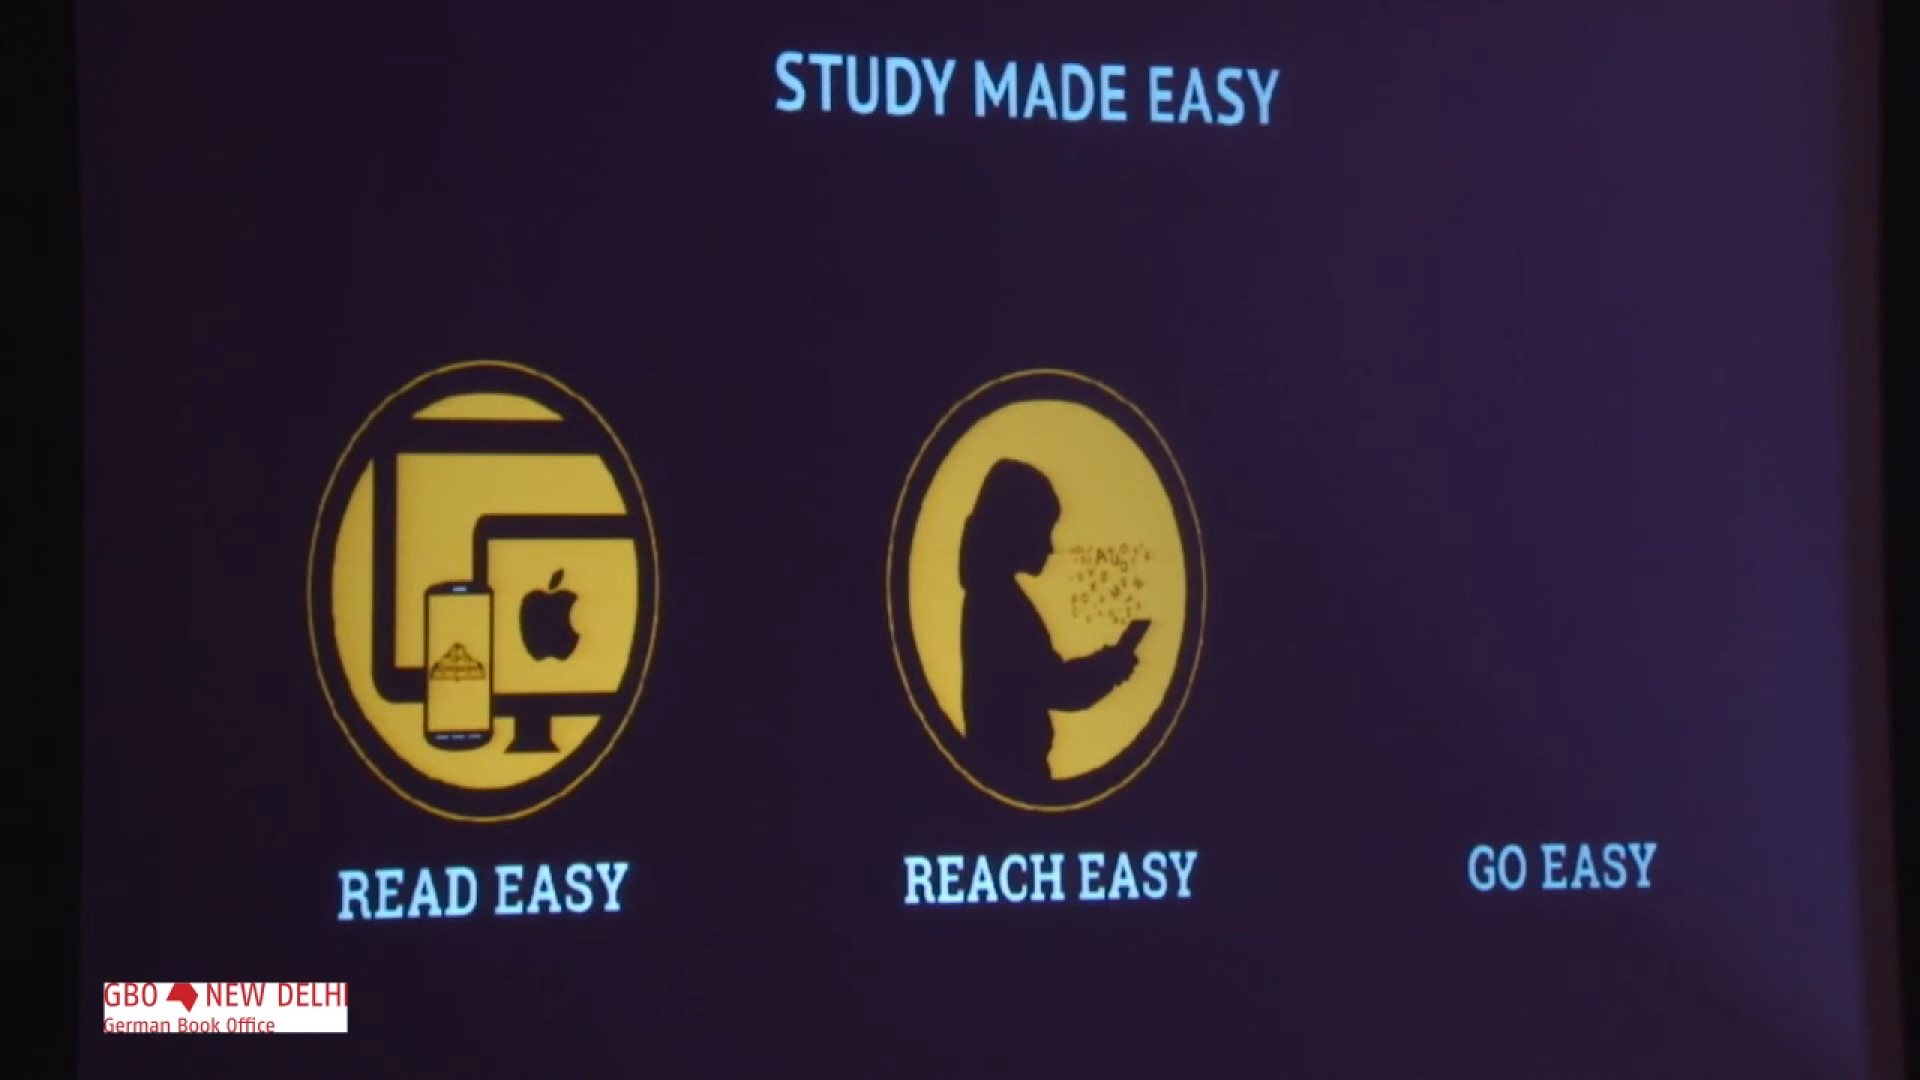 STUDY MADE EASY
READ EASY
REACH EASY
GO EASY
GBO NEW DELHI
German Book Office